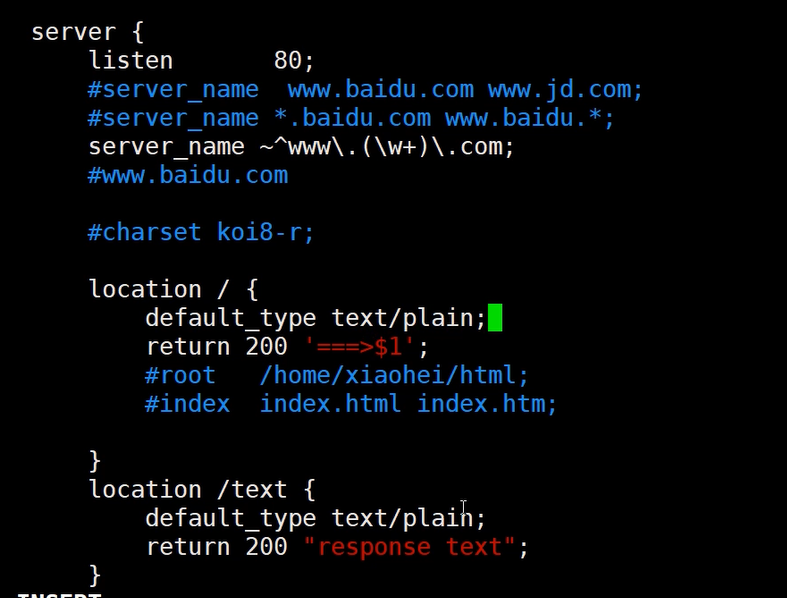 server {
listen 80;
#server_name www.baidu.com www.jd.com;
#server_name *.baidu.com www.baidu.*;
server_name ~^www\.(\w+)\.com;
#www.baidu.com
#charset koi8-r;
location / {
default_type text/plain;
return 200 '===>$1';
#root /home/xiaohei/html;
#index index.html index.htm;
}
location /text {
default_type text/plain;
return 200 "response text";
}
INSERT